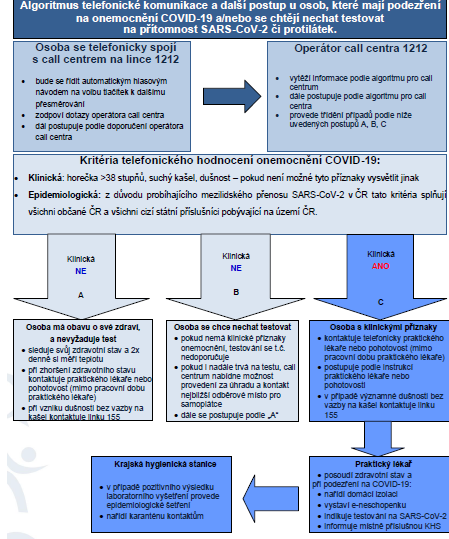 Algoritmus telefonické komunikace a další postup u osob, které mají podezření
na onemocnění COVID-19 a/nebo se chtějí nechat testovat
na přítomnost SARS-CoV-2 či protilátek.
Osoba se telefonicky spojí
s call centrem na lince 1212
• bude se řídit automatickým hlasovým
návodem na volbu tlačítek k dalšímu
přesměrování
• zodpoví dotazy operátora call centra
• dál postupuje podle doporučení operátora
call centra
Operátor call centra 1212
• vytěží informace podle algoritmu pro call
centrum
• dále postupuje podle algoritmu pro call
centra
• provede třídění případů podle níže
uvedených postupů A, B, C
Kritéria telefonického hodnocení onemocnění COVID-19:
• Klinická: horečka >38 stupňů, suchý kašel, dušnost – pokud není možné tyto příznaky vysvětlit jinak
• Epidemiologická: z důvodu probíhajícího mezilidského přenosu SARS-CoV-2 v ČR tato kritéria splňují
všichni občané ČR a všichni cizí státní příslušníci pobývající na území ČR.
Klinická
NE
A
Klinická
NE
B
Klinická
ANO
C
Osoba má obavu o své zdraví,
a nevyžaduje test
• sleduje svůj zdravotní stav a 2x
denně si měří teplotu
• při zhoršení zdravotního stavu
kontaktuje praktického lékaře nebo
pohotovost (mimo pracovní dobu
praktického lékaře)
• při vzniku dušnosti bez vazby na
kašel kontaktuje linku 155
Osoba se chce nechat testovat
• pokud nemá klinické příznaky
onemocnění, testování se t.č.
nedoporučuje
• pokud i nadále trvá na testu, call
centrum nabídne možnost
provedení za úhradu a kontakt
nejbližší odběrové místo pro
samoplátce
• dále se postupuje podle „A“
Osoba s klinickými příznaky
• kontaktuje telefonicky praktického
lékaře nebo pohotovost (mimo
pracovní dobu praktického lékaře)
• postupuje podle instrukcí
praktického lékaře nebo
pohotovosti
• v případě významné dušnosti bez
vazby na kašel kontaktuje linku
155
Krajská hygienická stanice
• v případě pozitivního výsledku
laboratorního vyšetření provede
epidemiologické šetření
• nařídí karanténu kontaktům
Praktický lékař
• posoudí zdravotní stav a
při podezření na COVID-19:
• nařídí domácí izolaci
• vystaví e-neschopenku
• indikuje testování na SARS-CoV-2
• informuje místně příslušnou KHS